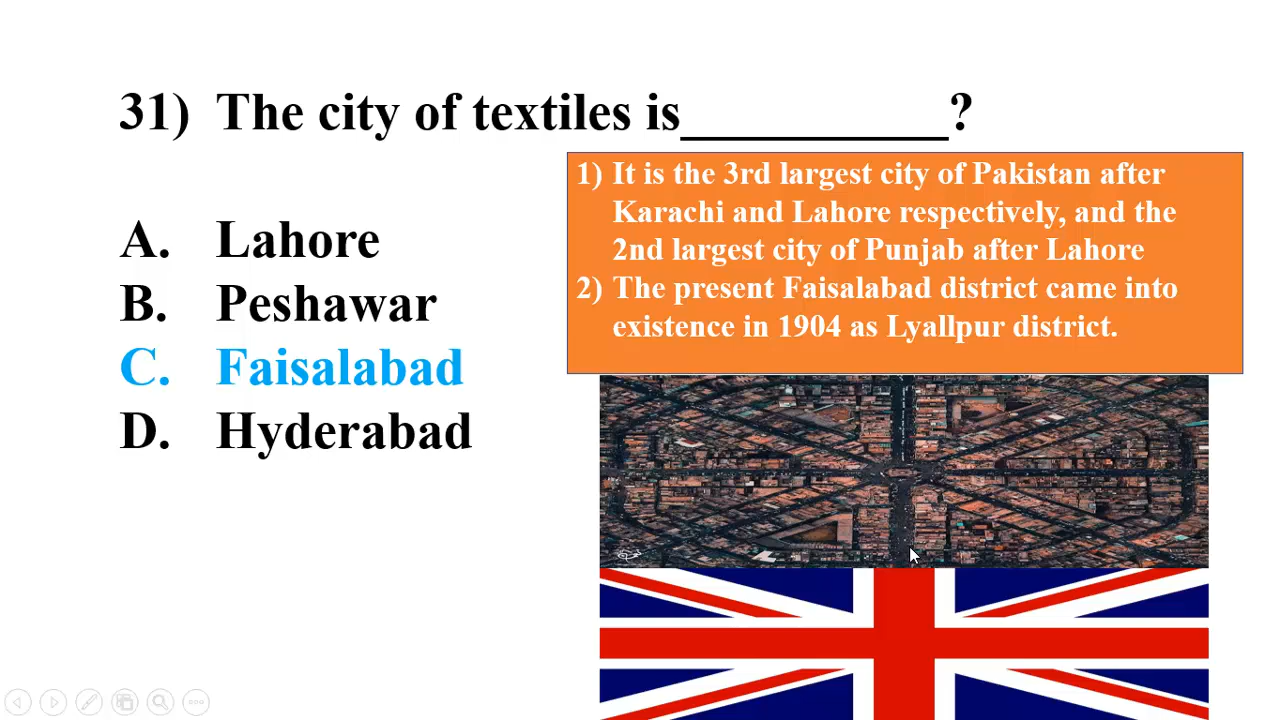 31) The city of textiles is__________?
1) It is the 3rd largest city of Pakistan after
Karachi and Lahore respectively, and the
2nd largest city of Punjab after Lahore
2) The present Faisalabad district came into
existence in 1904 as Lyallpur district.
A. Lahore
B. Peshawar
C. Faisalabad
D. Hyderabad